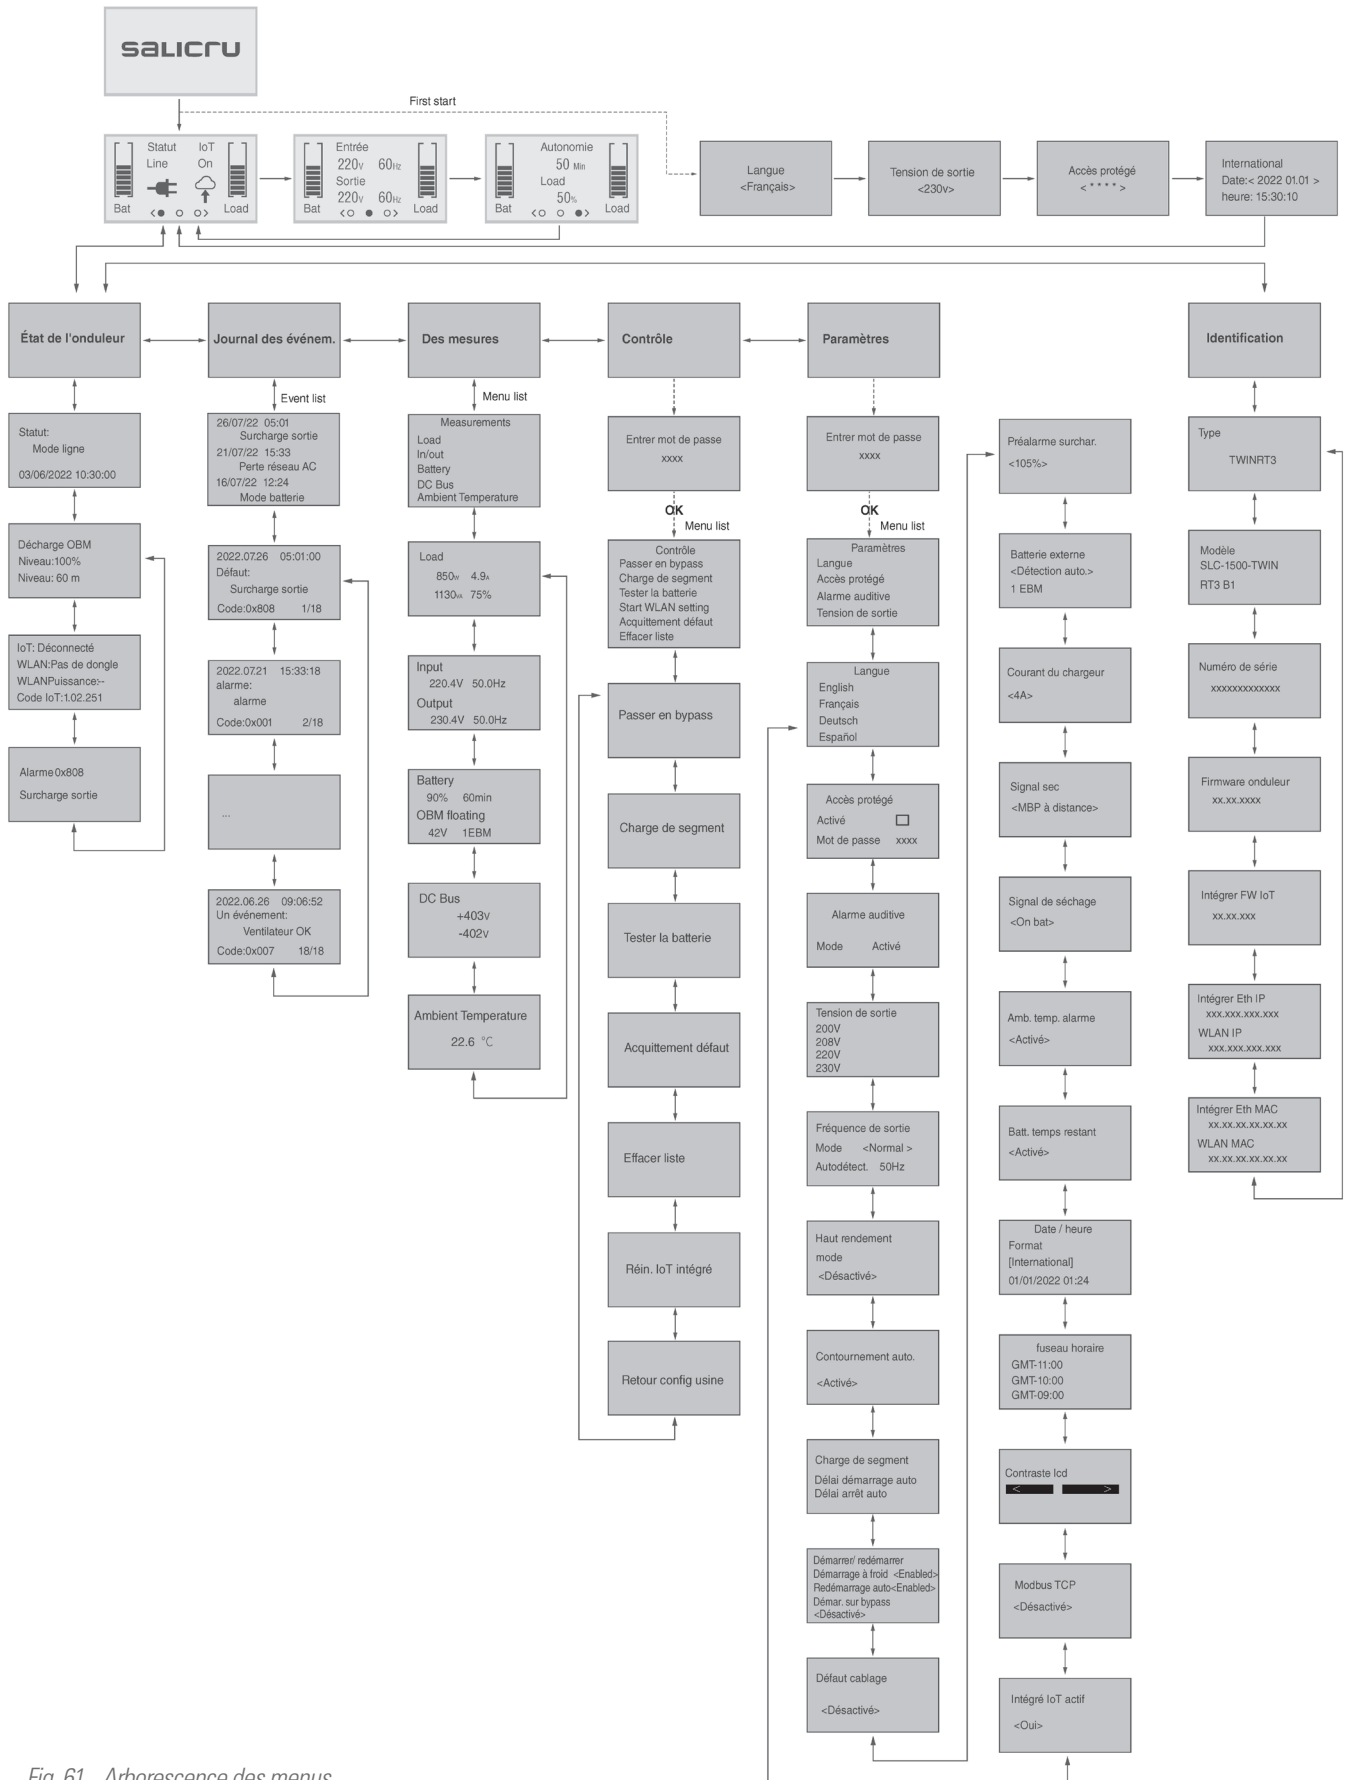 salicru
First start
Statut IoT
Line On
Bat Load
Entrée
220V 60Hz
Sortie
220V 60Hz
Bat Load
Autonomie
50 Min
Load
50%
Bat Load
Langue
<Français>
Tension de sortie
<230v>
Accès protégé
< * * * * >
International
Date:< 2022 01.01 >
heure: 15:30:10
État de l'onduleur
Journal des événem.
Des mesures
Contrôle
Paramètres
Identification
Statut:
Mode ligne
03/06/2022 10:30:00
Décharge OBM
Niveau:100%
Niveau: 60 m
IoT: Déconnecté
WLAN:Pas de dongle
WLANPuissance:--
Code IoT:1.02.251
Alarme0x808
Surcharge sortie
Event list
26/07/22 05:01
Surcharge sortie
21/07/22 15:33
Perte réseau AC
16/07/22 12:24
Mode batterie
2022.07.26 05:01:00
Défaut:
Surcharge sortie
Code:0x808 1/18
2022.07.21 15:33:18
alarme:
alarme
Code:0x001 2/18
...
2022.06.26 09:06:52
Un événement:
Ventilateur OK
Code:0x007 18/18
Menu list
Measurements
Load
In/out
Battery
DC Bus
Ambient Temperature
Load
850W 4.9A
1130VA 75%
Input
220.4V 50.0Hz
Output
230.4V 50.0Hz
Battery
90% 60min
OBM floating
42V 1EBM
DC Bus
+403V
-402V
Ambient Temperature
22.6 °C
Entrer mot de passe
xxxx
OK
Menu list
Contrôle
Passer en bypass
Charge de segment
Tester la batterie
Start WLAN setting
Acquittement défaut
Effacer liste
Passer en bypass
Charge de segment
Tester la batterie
Acquittement défaut
Effacer liste
Réin. IoT intégré
Retour config usine
Entrer mot de passe
xxxx
OK
Menu list
Paramètres
Langue
Accès protégé
Alarme auditive
Tension de sortie
Langue
English
Français
Deutsch
Español
Accès protégé
Activé
Mot de passe xxxx
Alarme auditive
Mode Activé
Tension de sortie
200V
208V
220V
230V
Fréquence de sortie
Mode <Normal >
Autodétect. 50Hz
Haut rendement
mode
<Désactivé>
Contournement auto.
<Activé>
Charge de segment
Délai démarrage auto
Délai arrêt auto
Démarrer/ redémarrer
Démarrage à froid <Enabled>
Redémarrage auto<Enabled>
Démar. sur bypass
<Désactivé>
Défaut cablage
<Désactivé>
Préalarme surchar.
<105%>
Batterie externe
<Détection auto.>
1 EBM
Courant du chargeur
<4A>
Signal sec
<MBP à distance>
Signal de séchage
<On bat>
Amb. temp. alarme
<Activé>
Batt. temps restant
<Activé>
Date / heure
Format
[International]
01/01/2022 01:24
fuseau horaire
GMT-11:00
GMT-10:00
GMT-09:00
Contraste lcd
< >
Modbus TCP
<Désactivé>
Intégré IoT actif
<Oui>
Type
TWINRT3
Modèle
SLC-1500-TWIN
RT3 B1
Numéro de série
xxxxxxxxxxxxx
Firmware onduleur
xx.xx.xxxx
Intégrer FW IoT
xx.xx.xxx
Intégrer Eth IP
xxx.xxx.xxx.xxx
WLAN IP
xxx.xxx.xxx.xxx
Intégrer Eth MAC
xx.xx.xx.xx.xx.xx
WLAN MAC
xx.xx.xx.xx.xx.xx
Fig. 61. Arborescence des menus